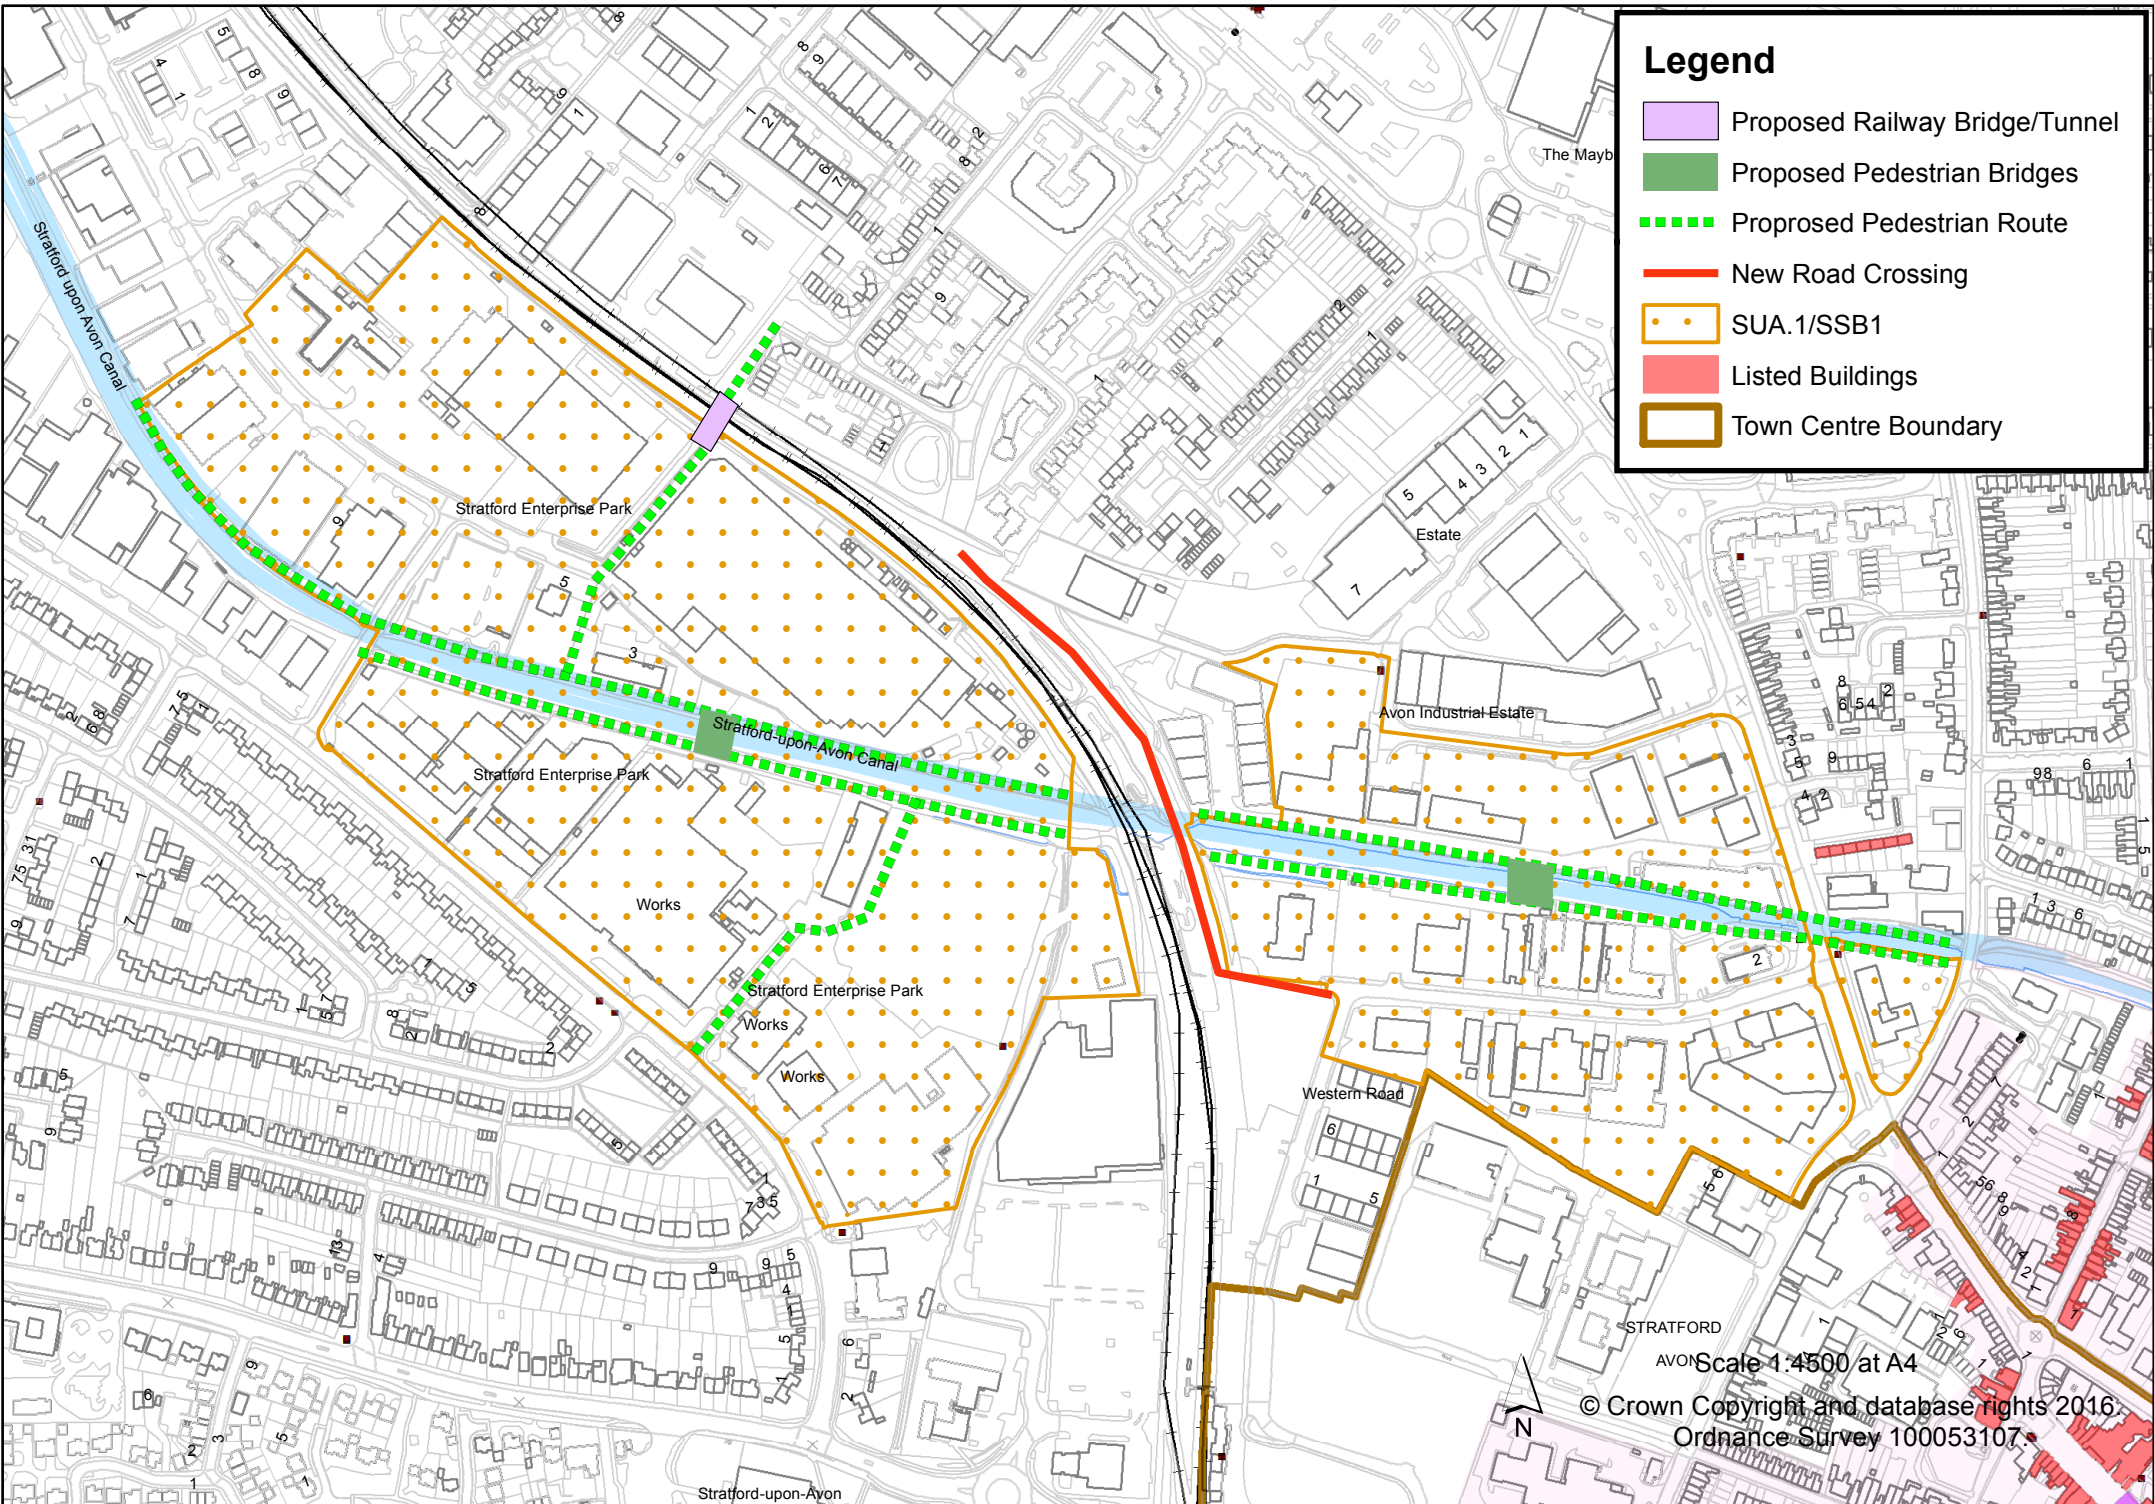 Legend
Proposed Railway Bridge/Tunnel
Proposed Pedestrian Bridges
Proprosed Pedestrian Route
New Road Crossing
SUA.1/SSB1
Listed Buildings
Town Centre Boundary
The Mayb
Stratford upon Avon Canal
Stratford Enterprise Park
Estate
Avon Industrial Estate
Stratford-upon-Avon Canal
Stratford Enterprise Park
Works
Stratford Enterprise Park
Works
Works
Western Road
STRATFORD
AVON
Scale 1:4500 at A4
© Crown Copyright and database rights 2016.
Ordnance Survey 100053107.
N
Stratford-upon-Avon